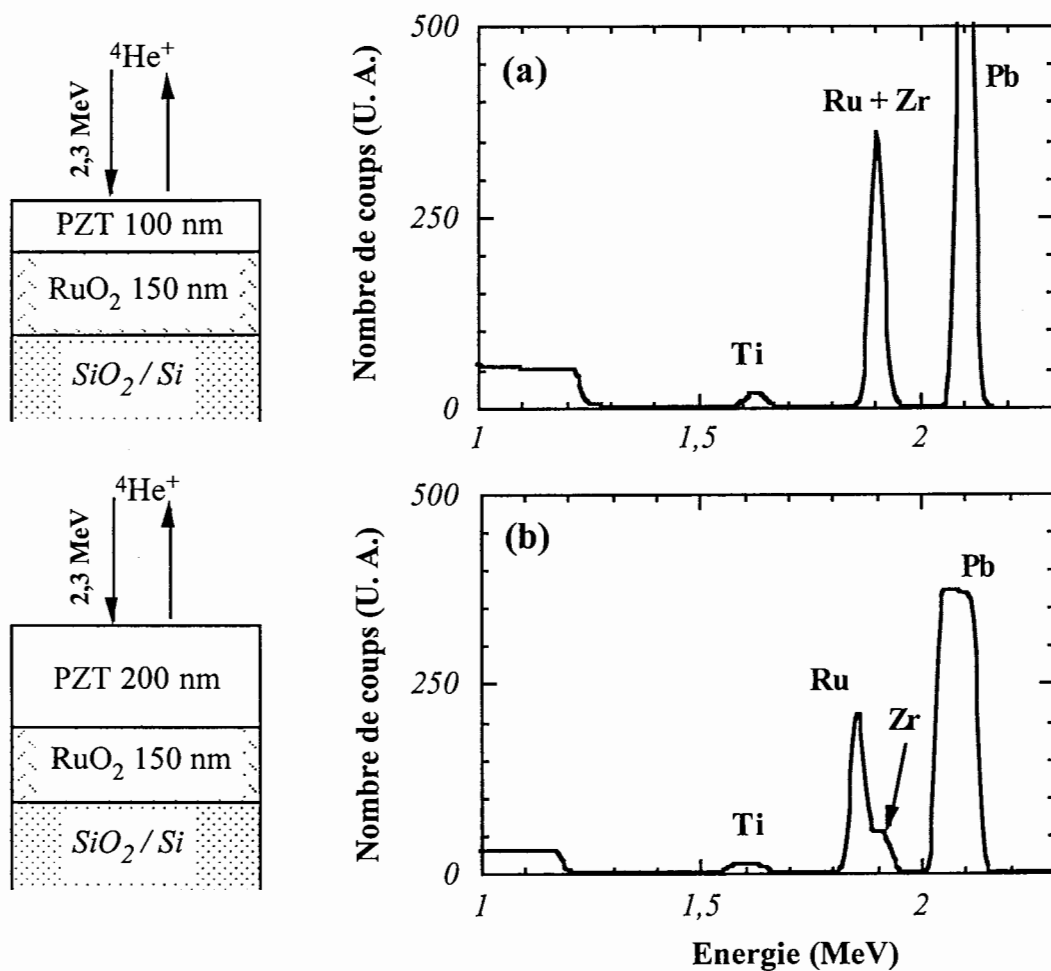 ⁴He⁺
2,3 MeV
PZT 100 nm
RuO₂ 150 nm
SiO₂ / Si
Nombre de coups (U. A.)
500
250
0
(a)
Ti
Ru + Zr
Pb
1
1,5
2
⁴He⁺
2,3 MeV
PZT 200 nm
RuO₂ 150 nm
SiO₂ / Si
Nombre de coups (U. A.)
500
250
0
(b)
Ti
Ru
Zr
Pb
1
1,5
2
Energie (MeV)